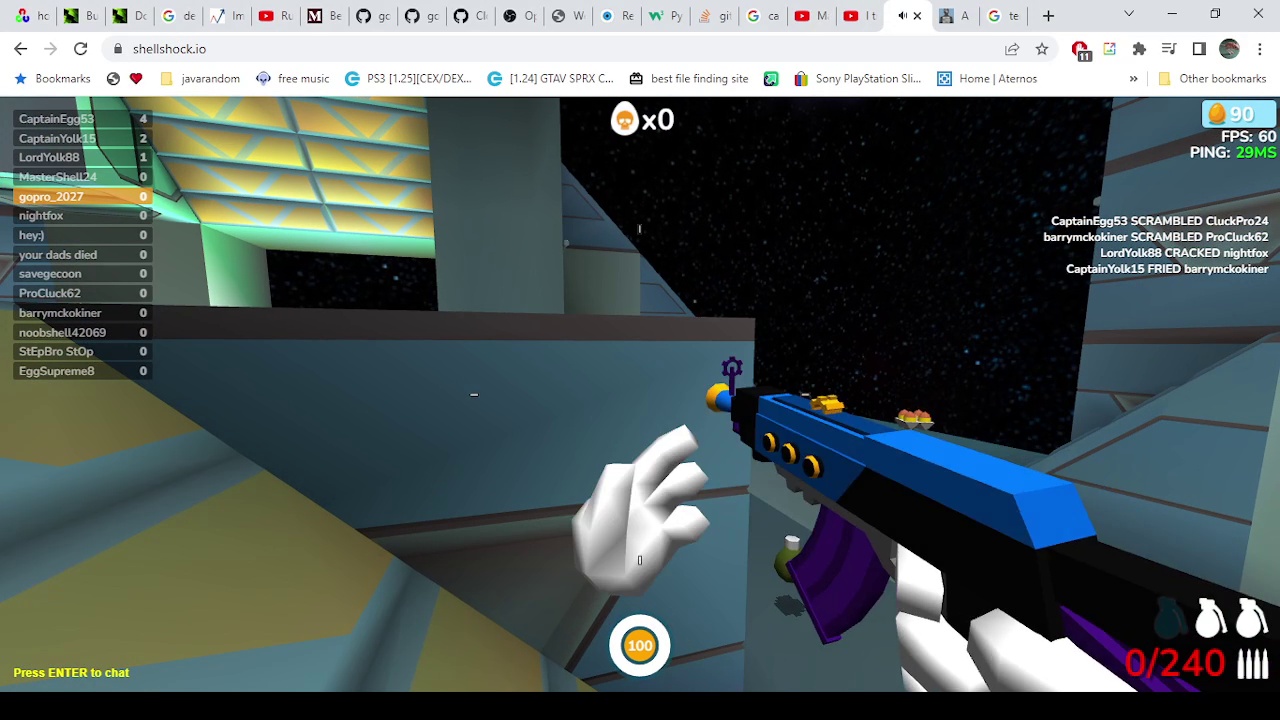 hc
Bu
Do
de
Im
Ru
Be
gc
gc
Cl
Op
W
Re
Py
git
ca
M
I t
A
te
shellshock.io
11
Bookmarks
javarandom
free music
PS3 [1.25](CEX/DEX...
[1.24] GTAV SPRX C...
best file finding site
Sony PlayStation Sli...
Home | Aternos
»
Other bookmarks
CaptainEgg53 4
CaptainYolk15 2
LordYolk88 1
MasterShell24 0
gopro_2027 0
nightfox 0
hey:) 0
your dads died 0
savegecoon 0
ProCluck62 0
barrymckokiner 0
noobshell42069 0
StEpBro StOp 0
EggSupreme8 0
x0
90
FPS: 60
PING: 29MS
CaptainEgg53 SCRAMBLED CluckPro24
barrymckokiner SCRAMBLED ProCluck62
LordYolk88 CRACKED nightfox
CaptainYolk15 FRIED barrymckokiner
100
Press ENTER to chat
0/240